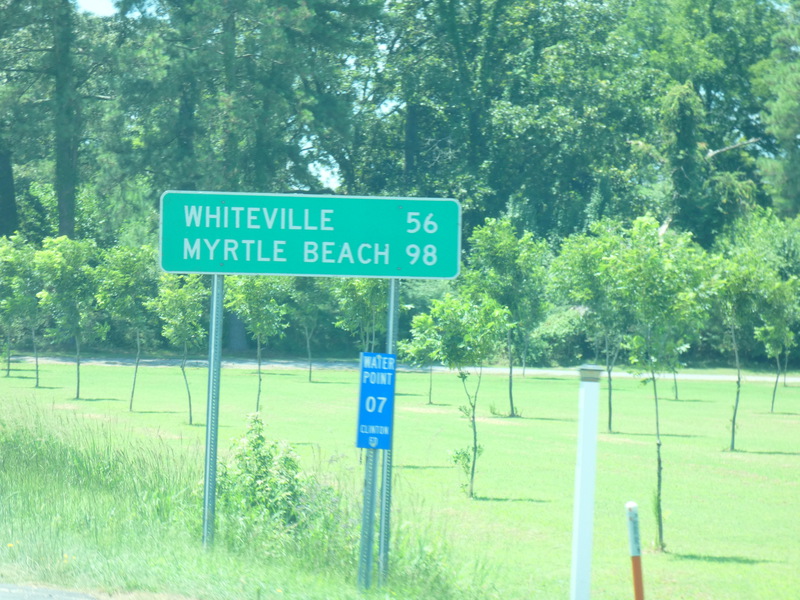 WHITEVILLE 56
MYRTLE BEACH 98
WATER
POINT
07
CLINTON